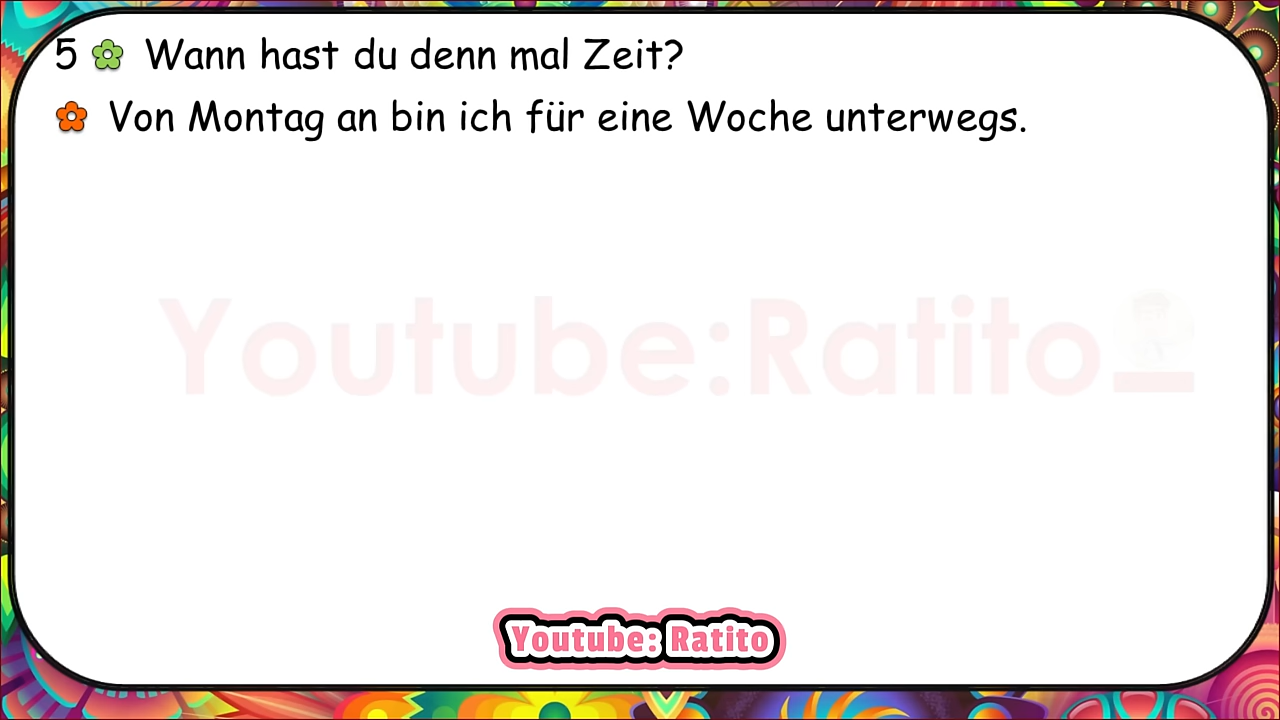 5 Wann hast du denn mal Zeit?
Von Montag an bin ich für eine Woche unterwegs.
Youtube:Ratito
Youtube: Ratito